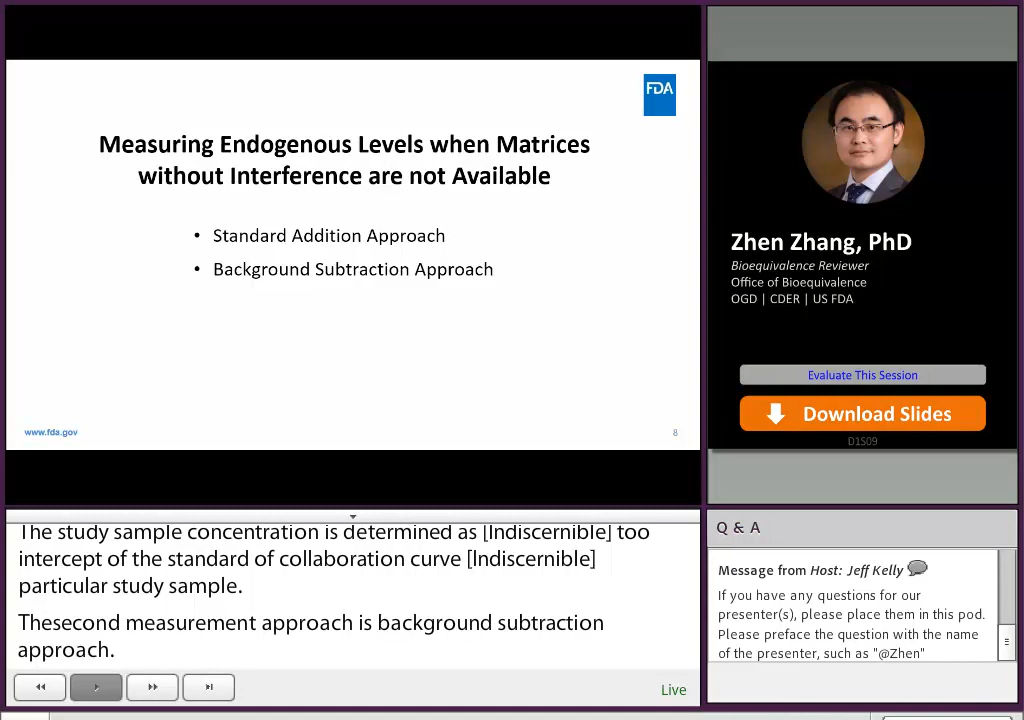 FDA
Measuring Endogenous Levels when Matrices
without Interference are not Available
• Standard Addition Approach
• Background Subtraction Approach
www.fda.gov
8
Zhen Zhang, PhD
Bioequivalence Reviewer
Office of Bioequivalence
OGD | CDER | US FDA
Evaluate This Session
Download Slides
D1S09
The study sample concentration is determined as [Indiscernible] too
intercept of the standard of collaboration curve [Indiscernible]
particular study sample.
Thesecond measurement approach is background subtraction
approach.
Live
Q & A
Message from Host: Jeff Kelly
If you have any questions for our
presenter(s), please place them in this pod.
Please preface the question with the name
of the presenter, such as "@Zhen"